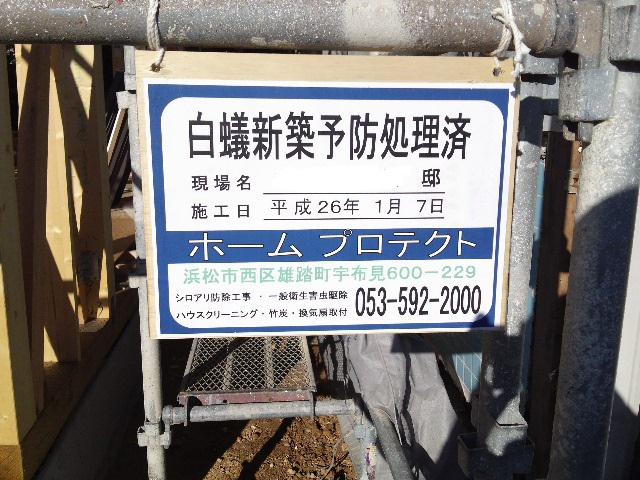 白蟻新築予防処理済
現場名 邸
施工日 平成26年 1月 7日
ホーム プロテクト
浜松市西区雄踏町宇布見600-229
シロアリ防除工事・一般衛生害虫駆除
ハウスクリーニング・竹炭・換気扇取付
053-592-2000